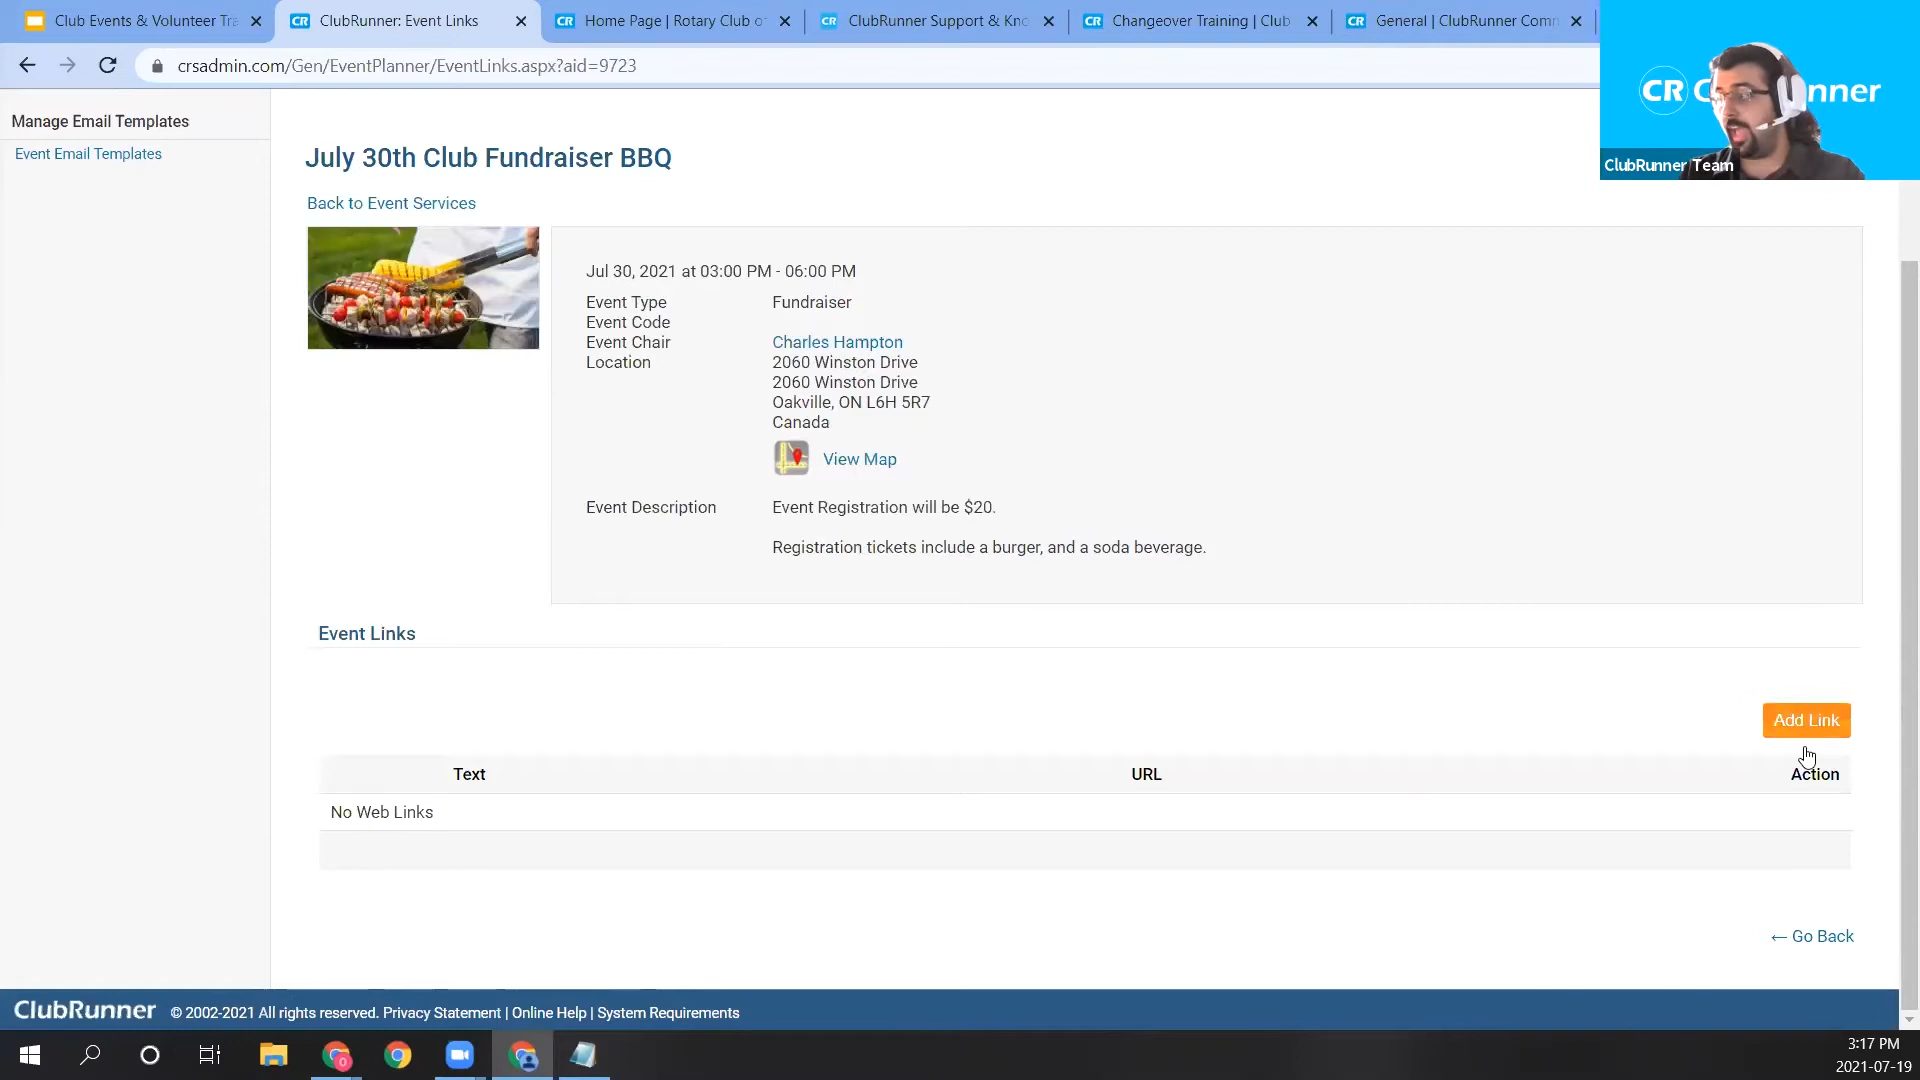 Club Events & Volunteer Tra
ClubRunner: Event Links
Home Page | Rotary Club o
ClubRunner Support & Kno
Changeover Training | Club
General | ClubRunner Comm
crsadmin.com/Gen/EventPlanner/EventLinks.aspx?aid=9723
CR C nner
ClubRunner Team
Manage Email Templates
Event Email Templates
July 30th Club Fundraiser BBQ
Back to Event Services
Jul 30, 2021 at 03:00 PM - 06:00 PM
Event Type Fundraiser
Event Code
Event Chair Charles Hampton
Location 2060 Winston Drive
2060 Winston Drive
Oakville, ON L6H 5R7
Canada
View Map
Event Description Event Registration will be $20.
Registration tickets include a burger, and a soda beverage.
Event Links
Add Link
Text URL Action
No Web Links
← Go Back
ClubRunner © 2002-2021 All rights reserved. Privacy Statement | Online Help | System Requirements
3:17 PM
2021-07-19